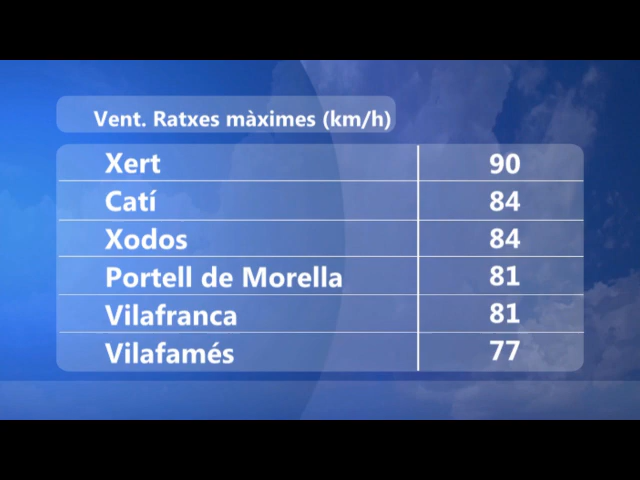 Vent. Ratxes màximes (km/h)
Xert 90
Catí 84
Xodos 84
Portell de Morella 81
Vilafranca 81
Vilafamés 77